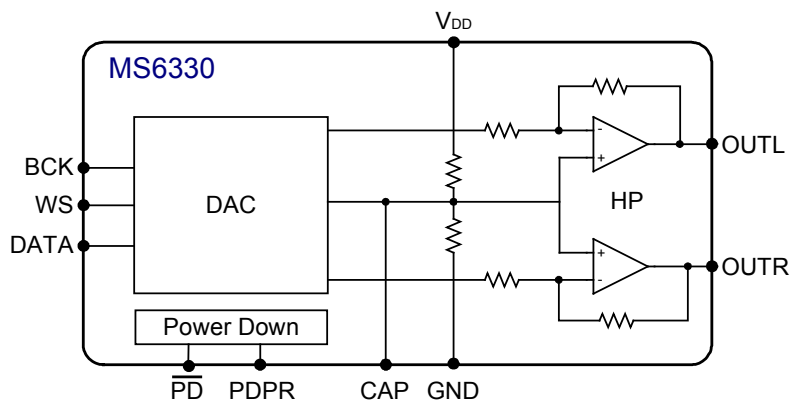 VDD
MS6330
-
+
OUTL
BCK
WS
DATA
DAC
HP
+
-
OUTR
Power Down
PD PDPR CAP GND